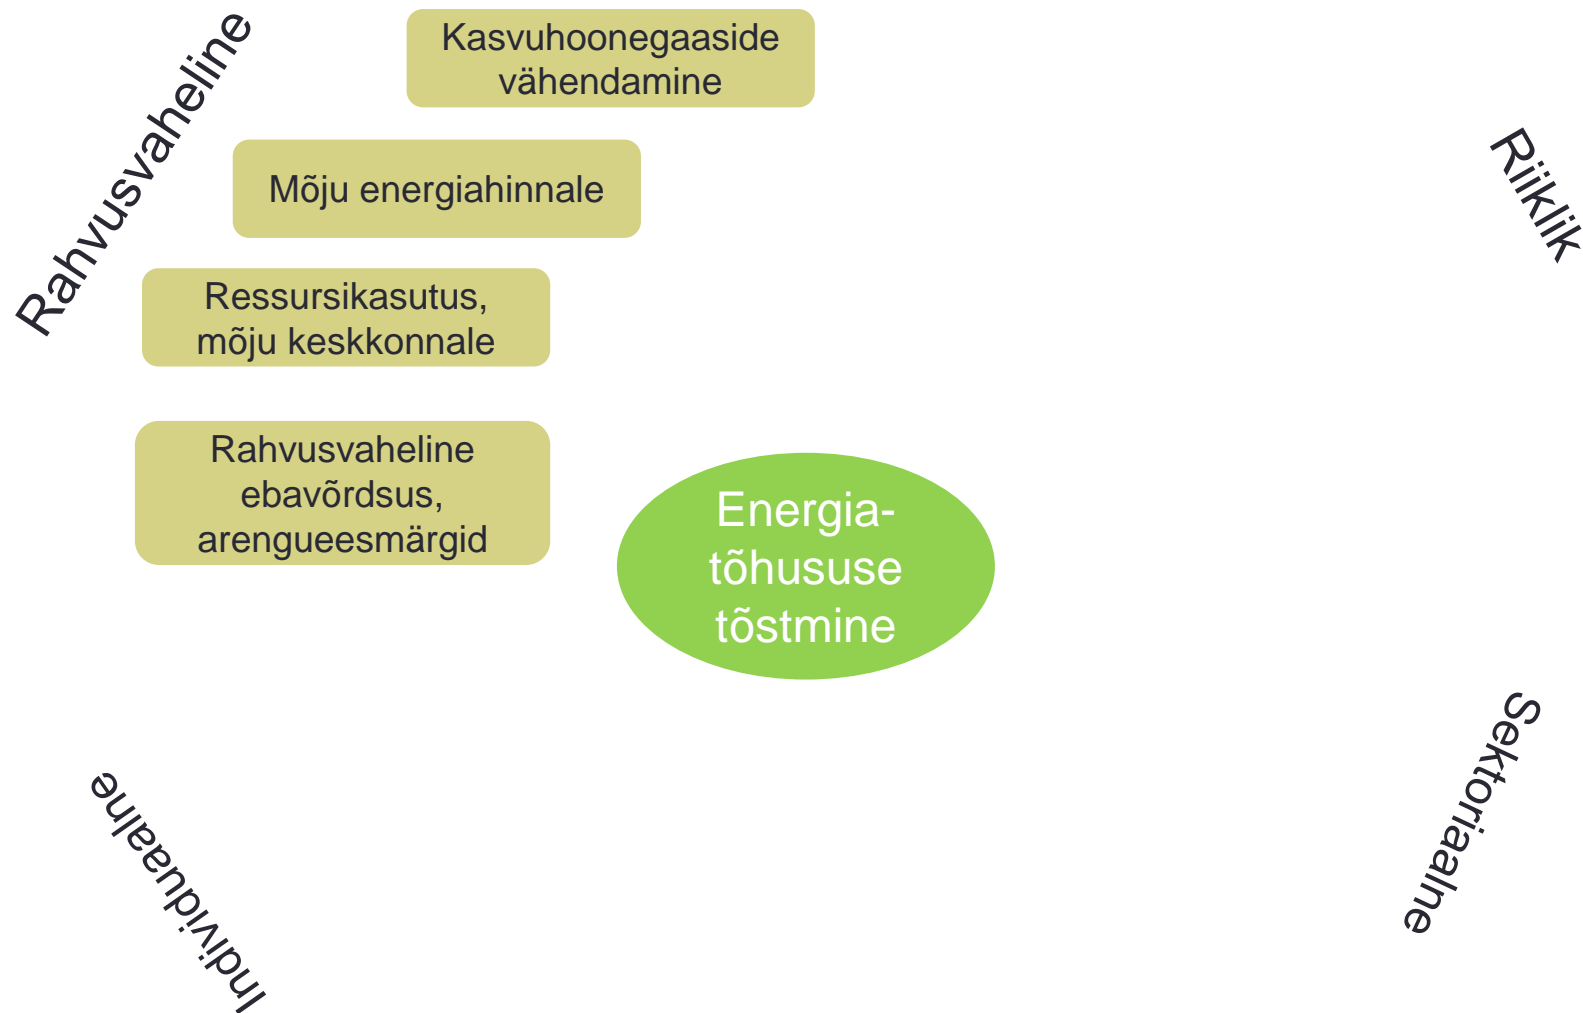 Rahvusvaheline
Kasvuhoonegaaside
vähendamine
Mõju energiahinnale
Ressursikasutus,
mõju keskkonnale
Rahvusvaheline
ebavõrdsus,
arengueesmärgid
Riiklik
Energia-
tõhususe
tõstmine
Sektoriaalne
Individuaalne